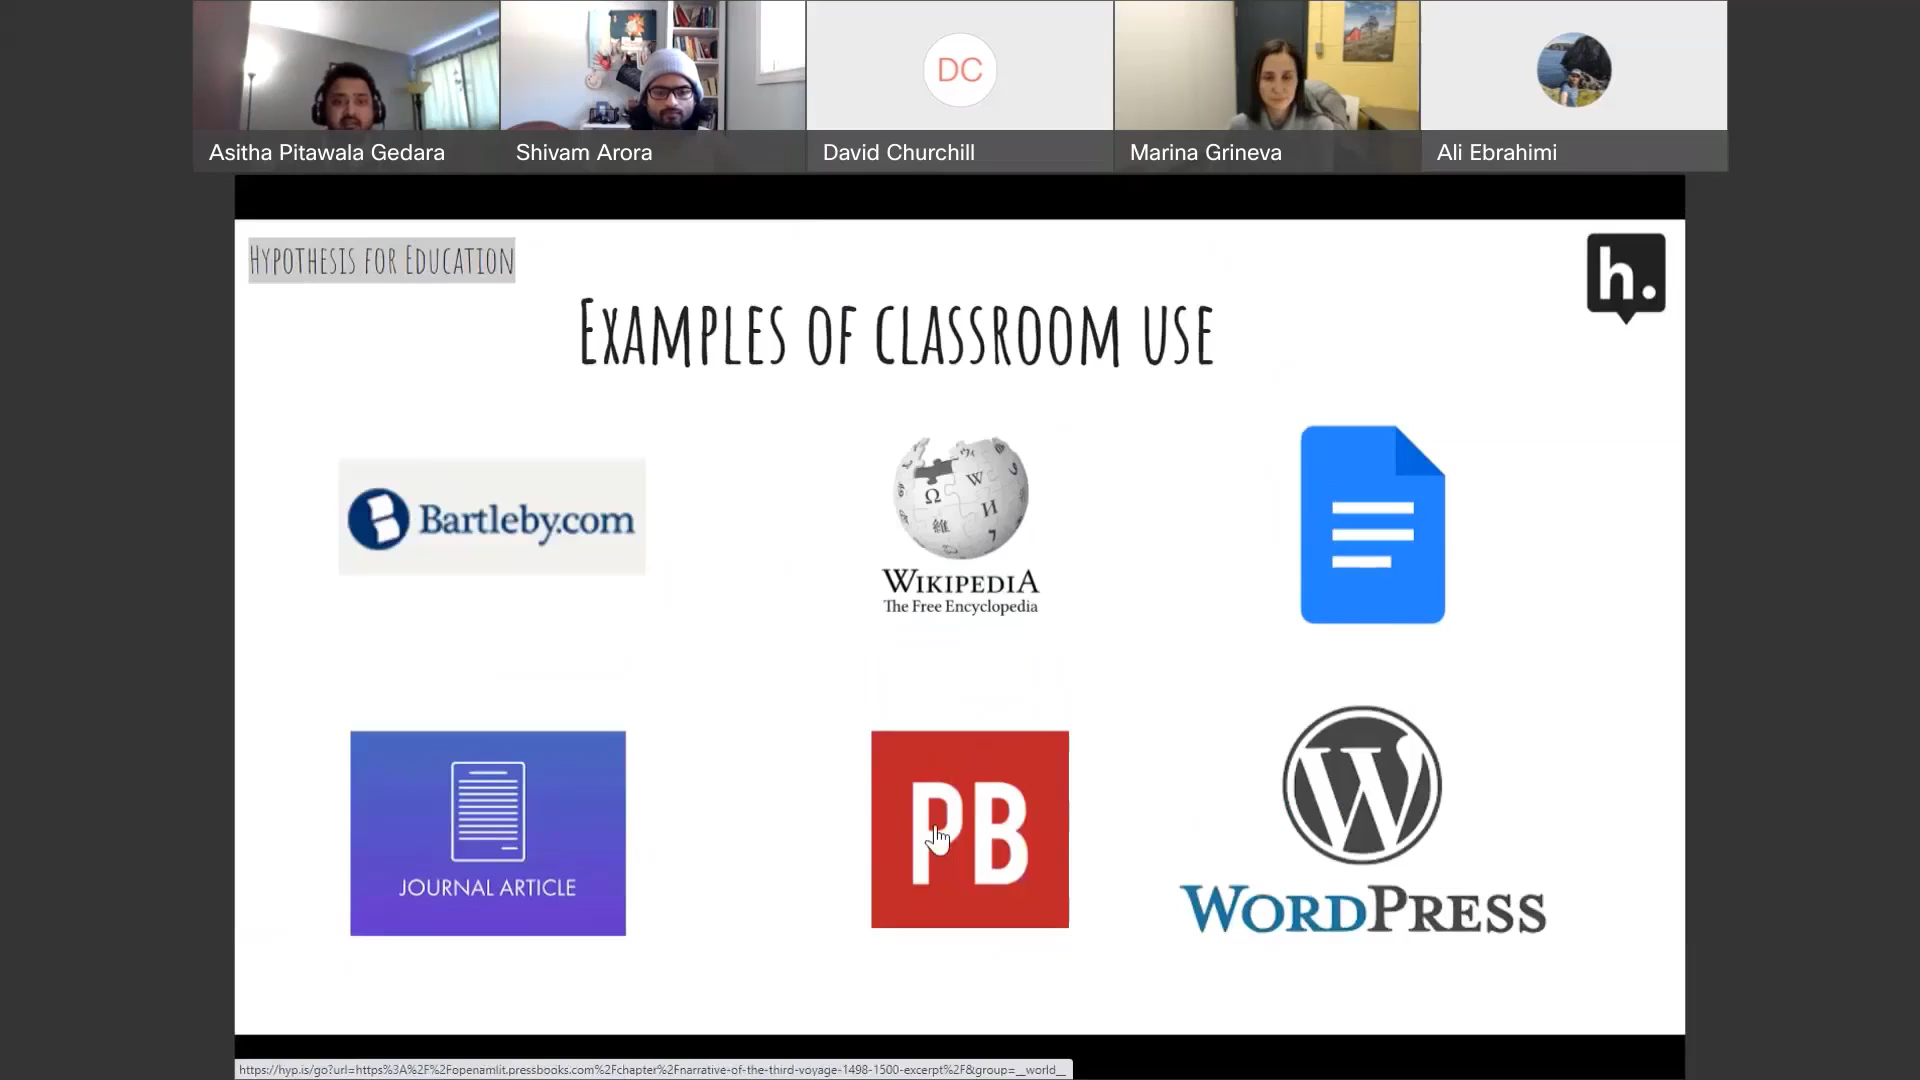 DC
Asitha Pitawala Gedara
Shivam Arora
David Churchill
Marina Grineva
Ali Ebrahimi
Hypothesis for Education
h.
Examples of classroom use
Bartleby.com
Ω
W
И
維
WIKIPEDIA
The Free Encyclopedia
JOURNAL ARTICLE
PB
W
WORDPRESS
https://hyp.is/go?url=https%3A%2F%2Fopenamlit.pressbooks.com%2Fchapter%2Fnarrative-of-the-third-voyage-1498-1500-excerpt%2F&group=__world__